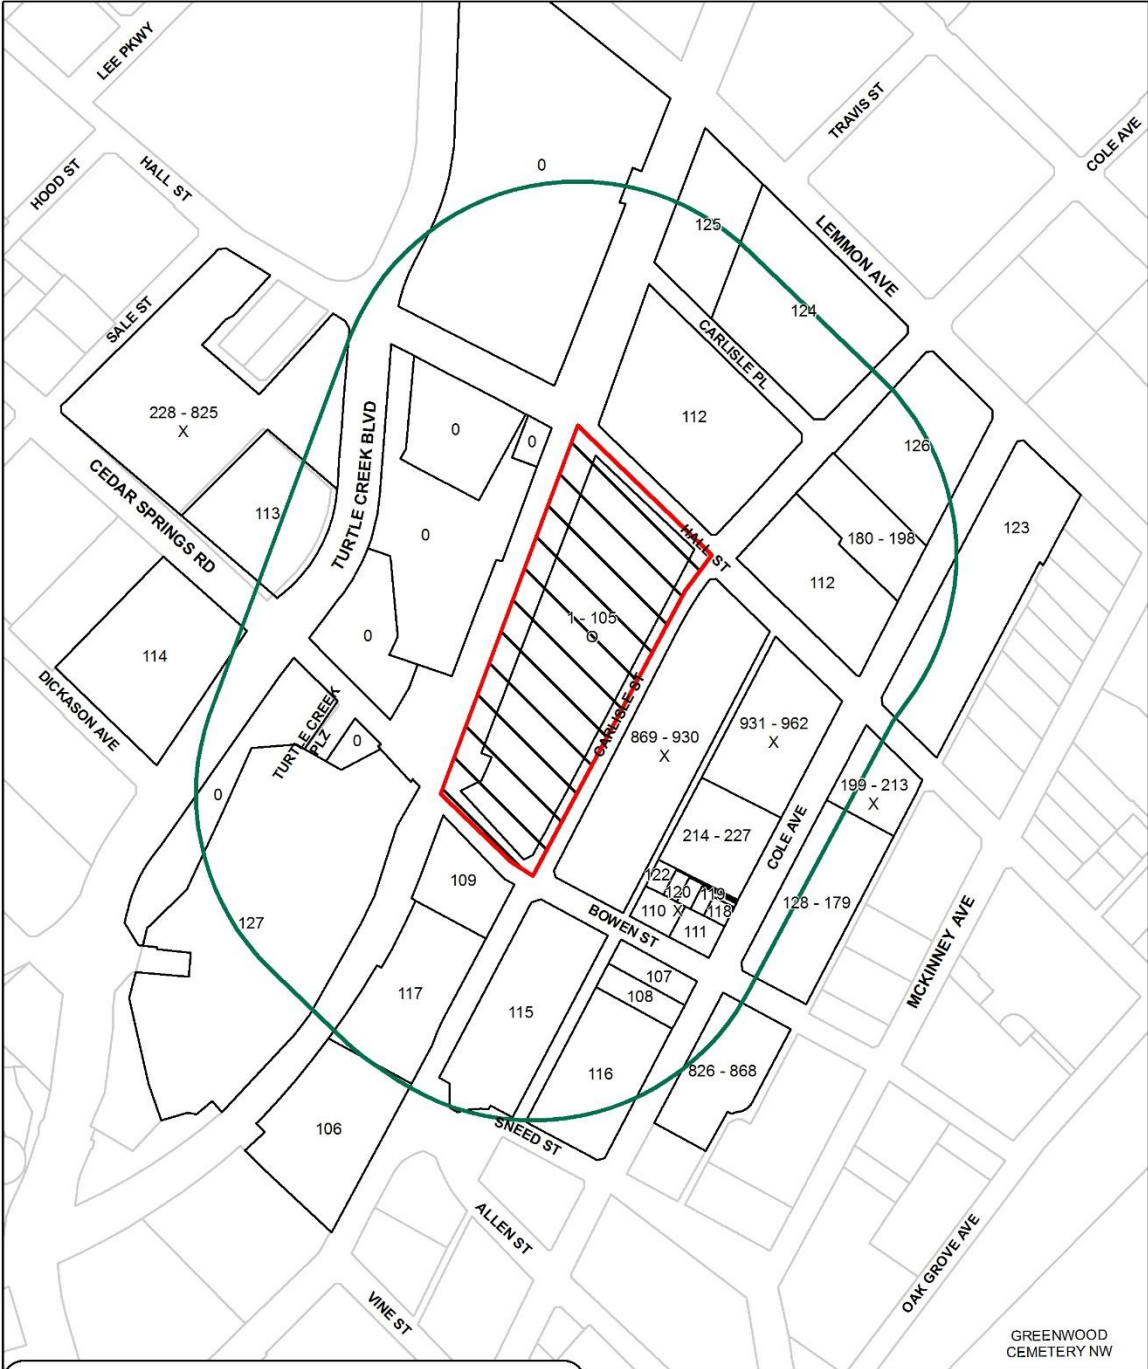 LEE PKWY
TRAVIS ST
COLE AVE
HOOD ST
HALL ST
0
125
LEMMON AVE
SALE ST
124
CARLISLE PL
228 - 825
X
112
0
0
126
CEDAR SPRINGS RD
113
TURTLE CREEK BLVD
0
HALL ST
180 - 198
123
112
1 - 105
O
0
114
DICKASON AVE
TURTLE CREEK
PLZ
0
CARLISLE ST
869 - 930
X
931 - 962
X
199 - 213
X
0
214 - 227
COLE AVE
109
122
120
119
118
110
X
111
128 - 179
127
BOWEN ST
107
108
MCKINNEY AVE
117
115
116
826 - 868
106
SNEED ST
ALLEN ST
VINE ST
OAK GROVE AVE
GREENWOOD
CEMETERY NW